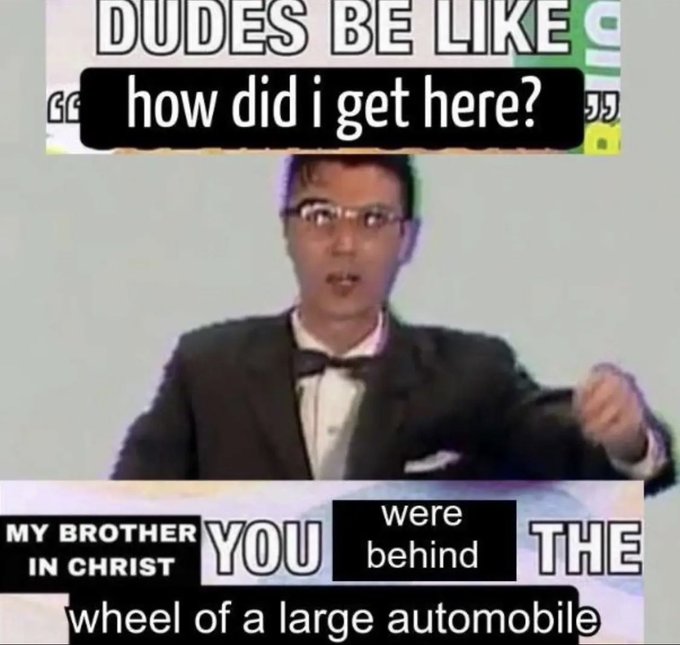 DUDES BE LIKE
“ how did i get here? ”
MY BROTHER
IN CHRIST
YOU
were
behind
THE
wheel of a large automobile